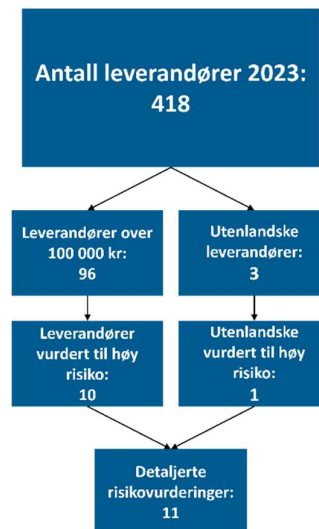 Antall leverandører 2023:
418
Leverandører over
100 000 kr:
96
Utenlandske
leverandører:
3
Leverandører
vurdert til høy
risiko:
10
Utenlandske
vurdert til høy
risiko:
1
Detaljerte
risikovurderinger:
11